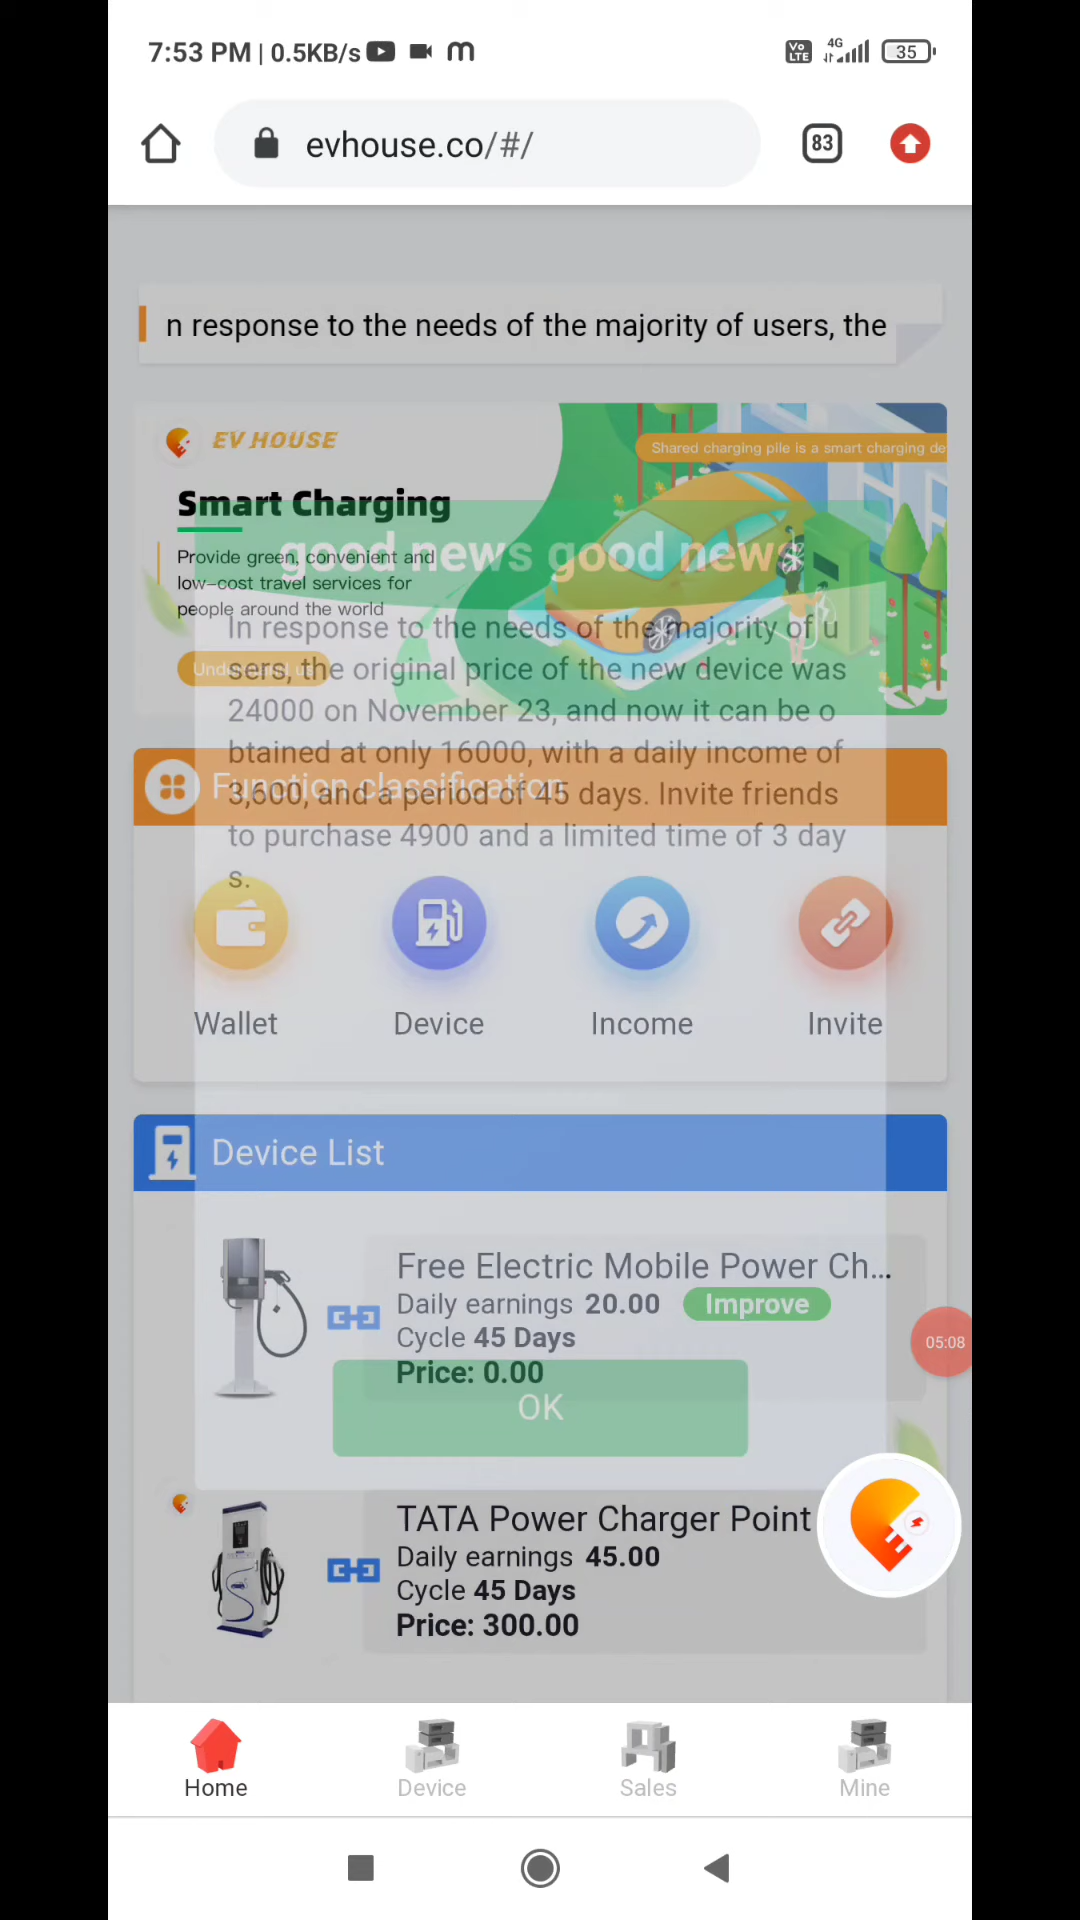 7:53 PM | 0.5KB/s
Vo LTE 4G 35
evhouse.co/#/
83
n response to the needs of the majority of users, the
EV HOUSE
Shared charging pile is a smart charging de
Smart Charging
Provide green, convenient and
low-cost travel services for
people around the world
good news good news
In response to the needs of the majority of u
sers, the original price of the new device was
24000 on November 23, and now it can be o
btained at only 16000, with a daily income of
3,600, and a period of 45 days. Invite friends
to purchase 4900 and a limited time of 3 day
s.
Function classification
Wallet
Device
Income
Invite
Device List
Free Electric Mobile Power Ch...
Daily earnings 20.00 Improve
Cycle 45 Days
Price: 0.00
05:08
OK
TATA Power Charger Point
Daily earnings 45.00
Cycle 45 Days
Price: 300.00
Home
Device
Sales
Mine